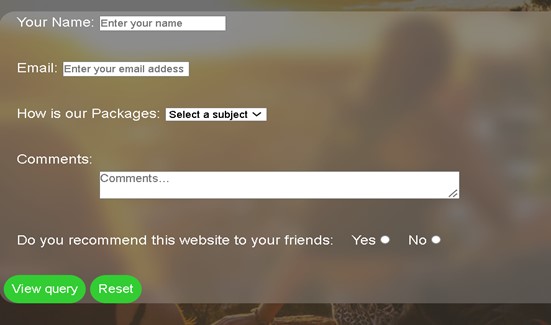 Your Name: Enter your name
Email: Enter your email addess
How is our Packages: Select a subject
Comments:
Comments...
Do you recommend this website to your friends: Yes No
View query Reset